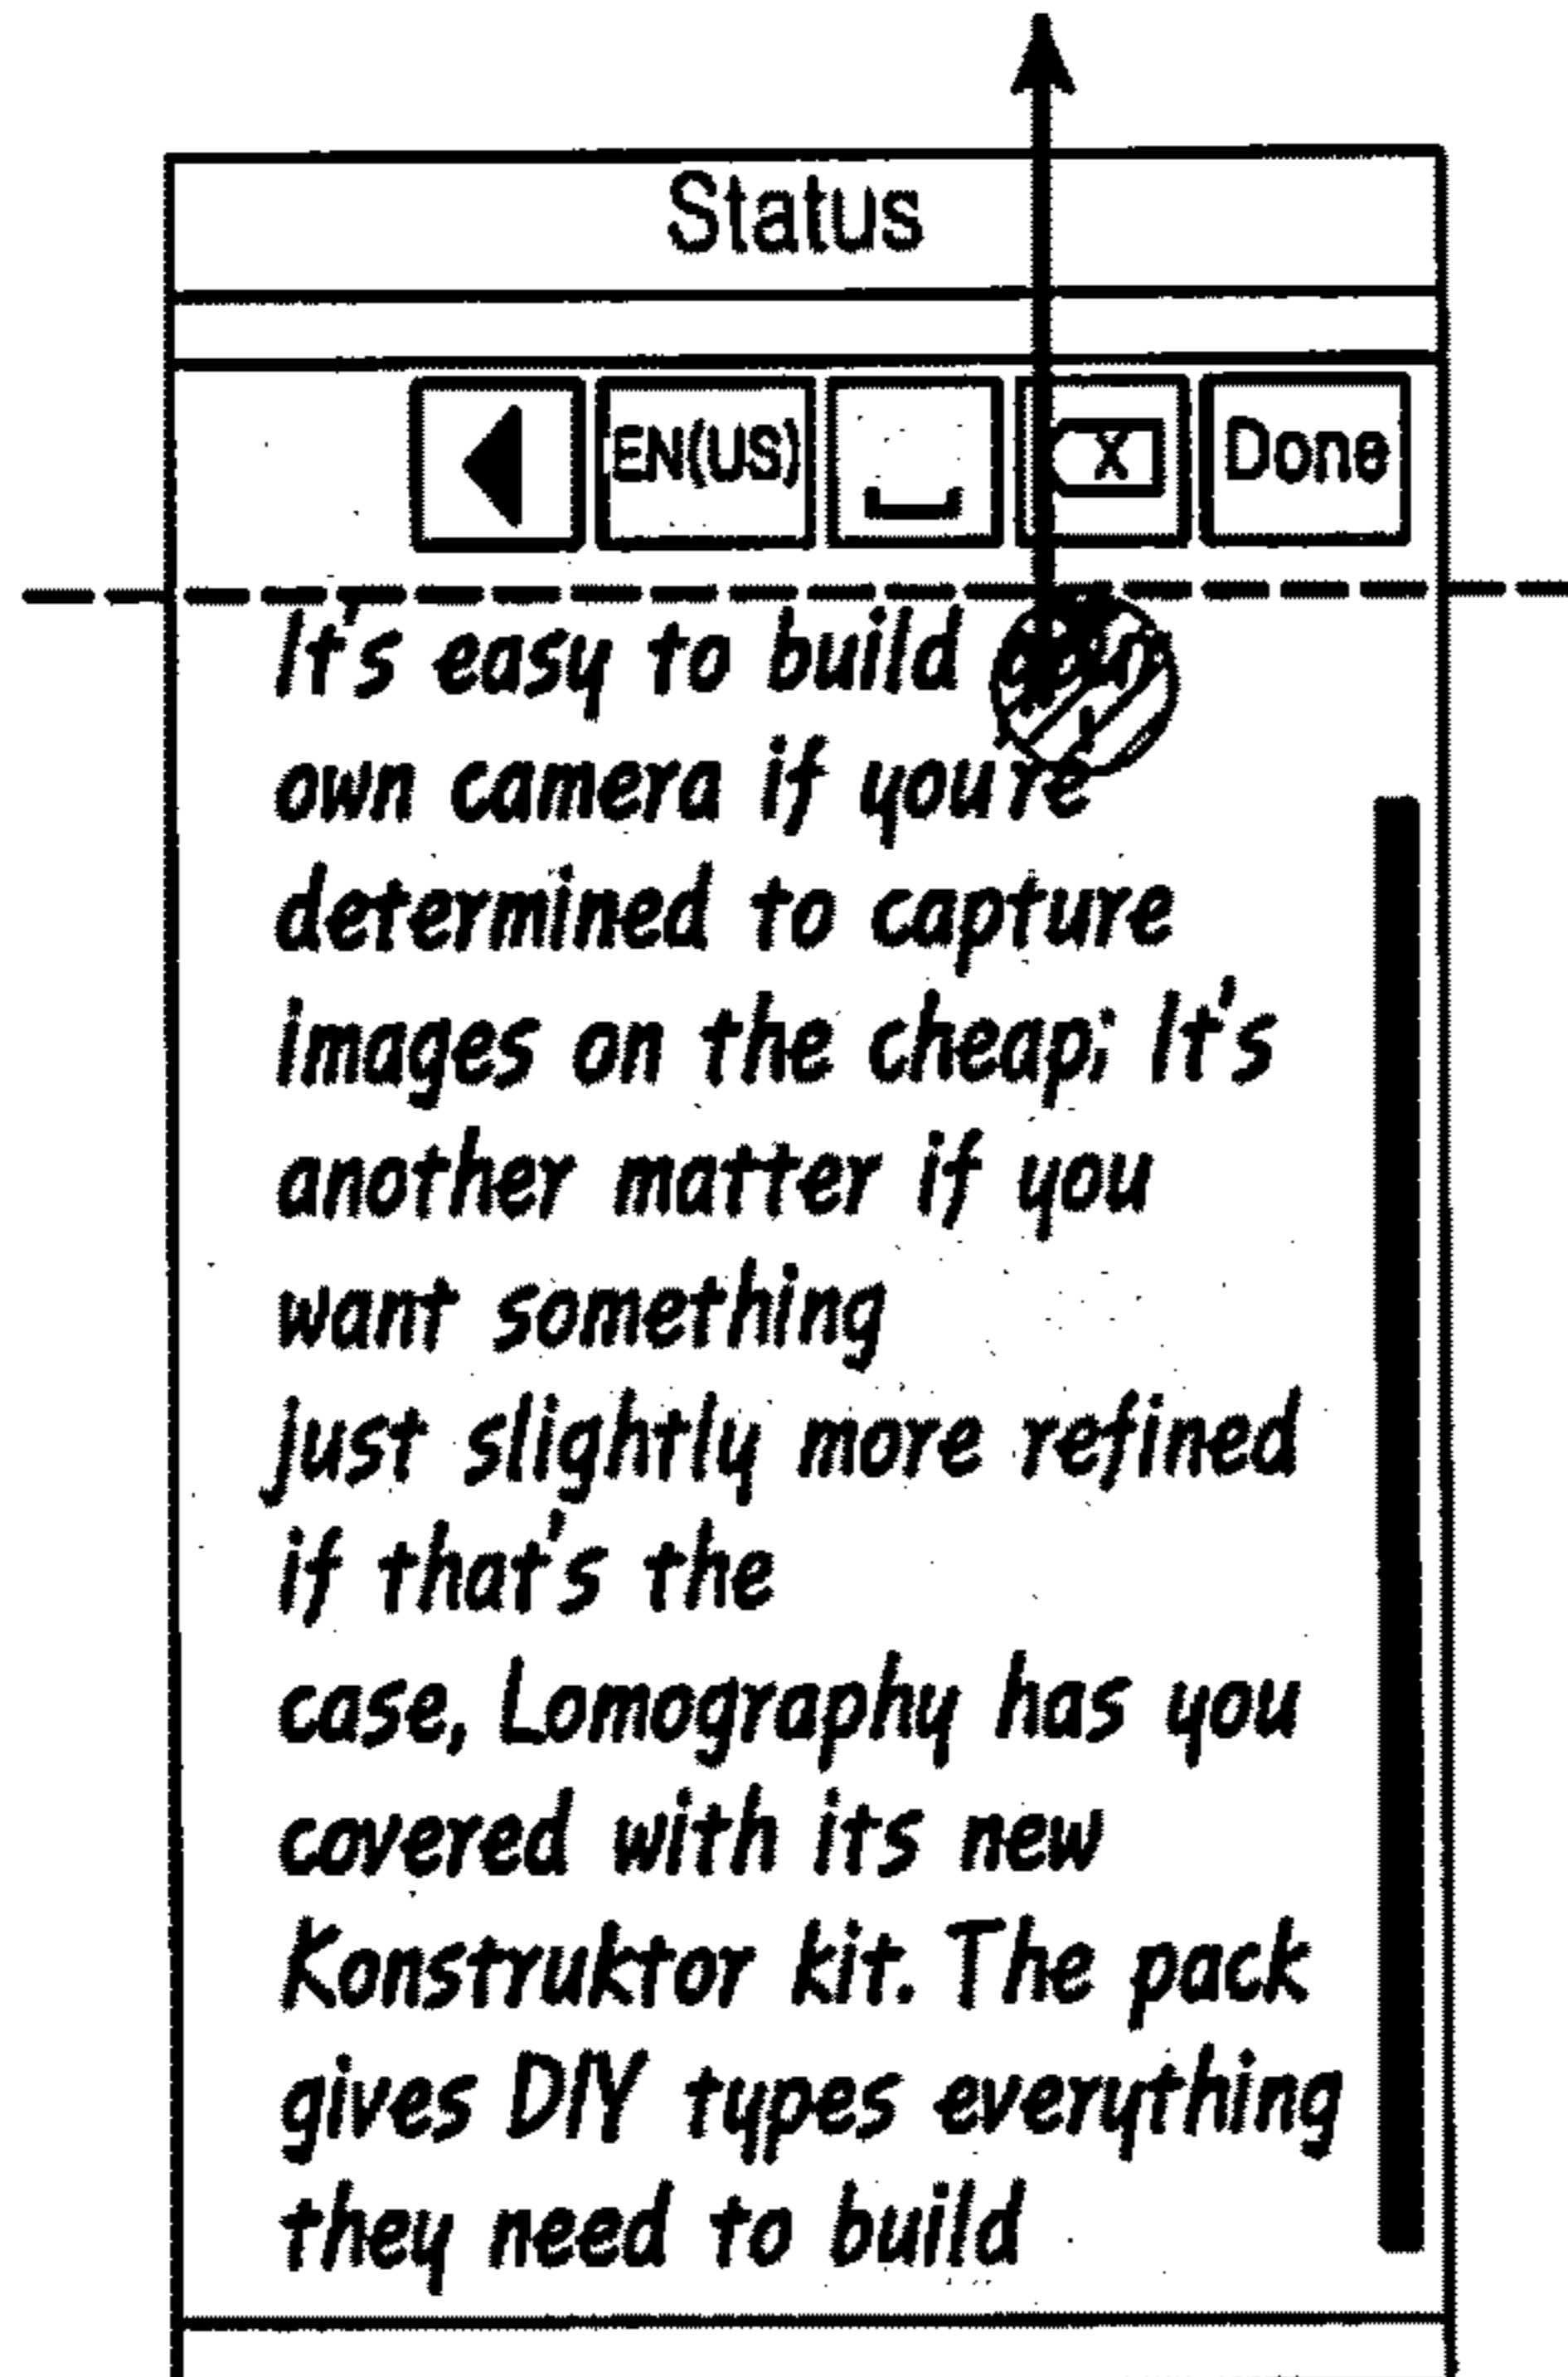 Status
EN(US) X Done
It's easy to build
own camera if you're
determined to capture
images on the cheap; It's
another matter if you
want something
just slightly more refined
if that's the
case, Lomography has you
covered with its new
Konstruktor kit. The pack
gives DIY types everything
they need to build